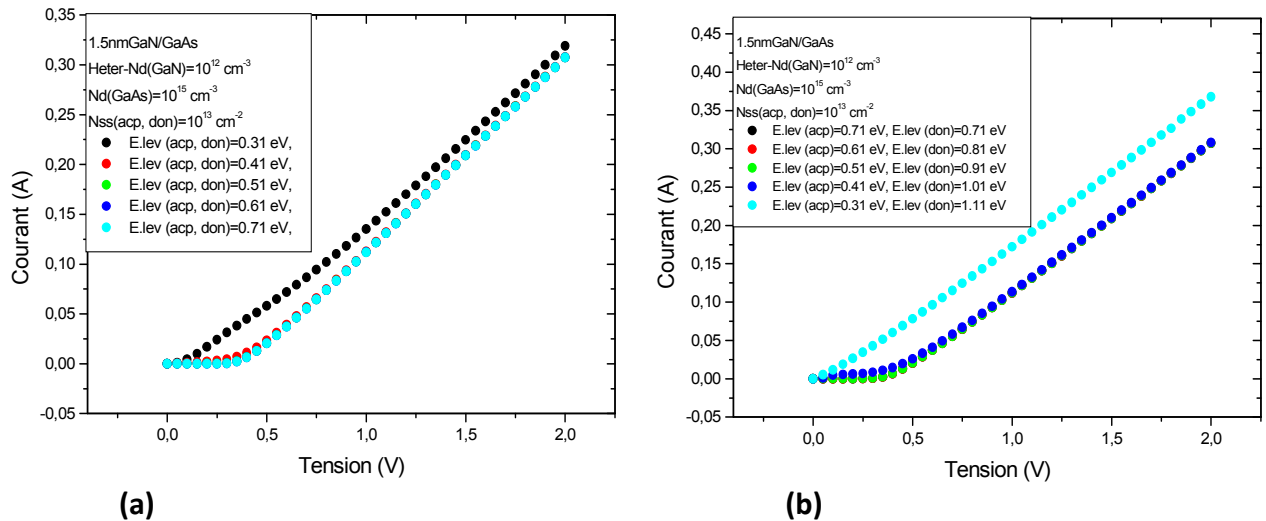 0,35
0,30
0,25
0,20
0,15
0,10
0,05
0,00
-0,05
Courant (A)
1.5nmGaN/GaAs
Heter-Nd(GaN)=10¹² cm⁻³
Nd(GaAs)=10¹⁵ cm⁻³
Nss(acp, don)=10¹³ cm⁻²
E.lev (acp, don)=0.31 eV,
E.lev (acp, don)=0.41 eV,
E.lev (acp, don)=0.51 eV,
E.lev (acp, don)=0.61 eV,
E.lev (acp, don)=0.71 eV,
0,0 0,5 1,0 1,5 2,0
Tension (V)
(a)
0,45
0,40
0,35
0,30
0,25
0,20
0,15
0,10
0,05
0,00
-0,05
Courant (A)
1.5nmGaN/GaAs
Heter-Nd(GaN)=10¹² cm⁻³
Nd(GaAs)=10¹⁵ cm⁻³
Nss(acp, don)=10¹³ cm⁻²
E.lev (acp)=0.71 eV, E.lev (don)=0.71 eV
E.lev (acp)=0.61 eV, E.lev (don)=0.81 eV
E.lev (acp)=0.51 eV, E.lev (don)=0.91 eV
E.lev (acp)=0.41 eV, E.lev (don)=1.01 eV
E.lev (acp)=0.31 eV, E.lev (don)=1.11 eV
0,0 0,5 1,0 1,5 2,0
Tension (V)
(b)